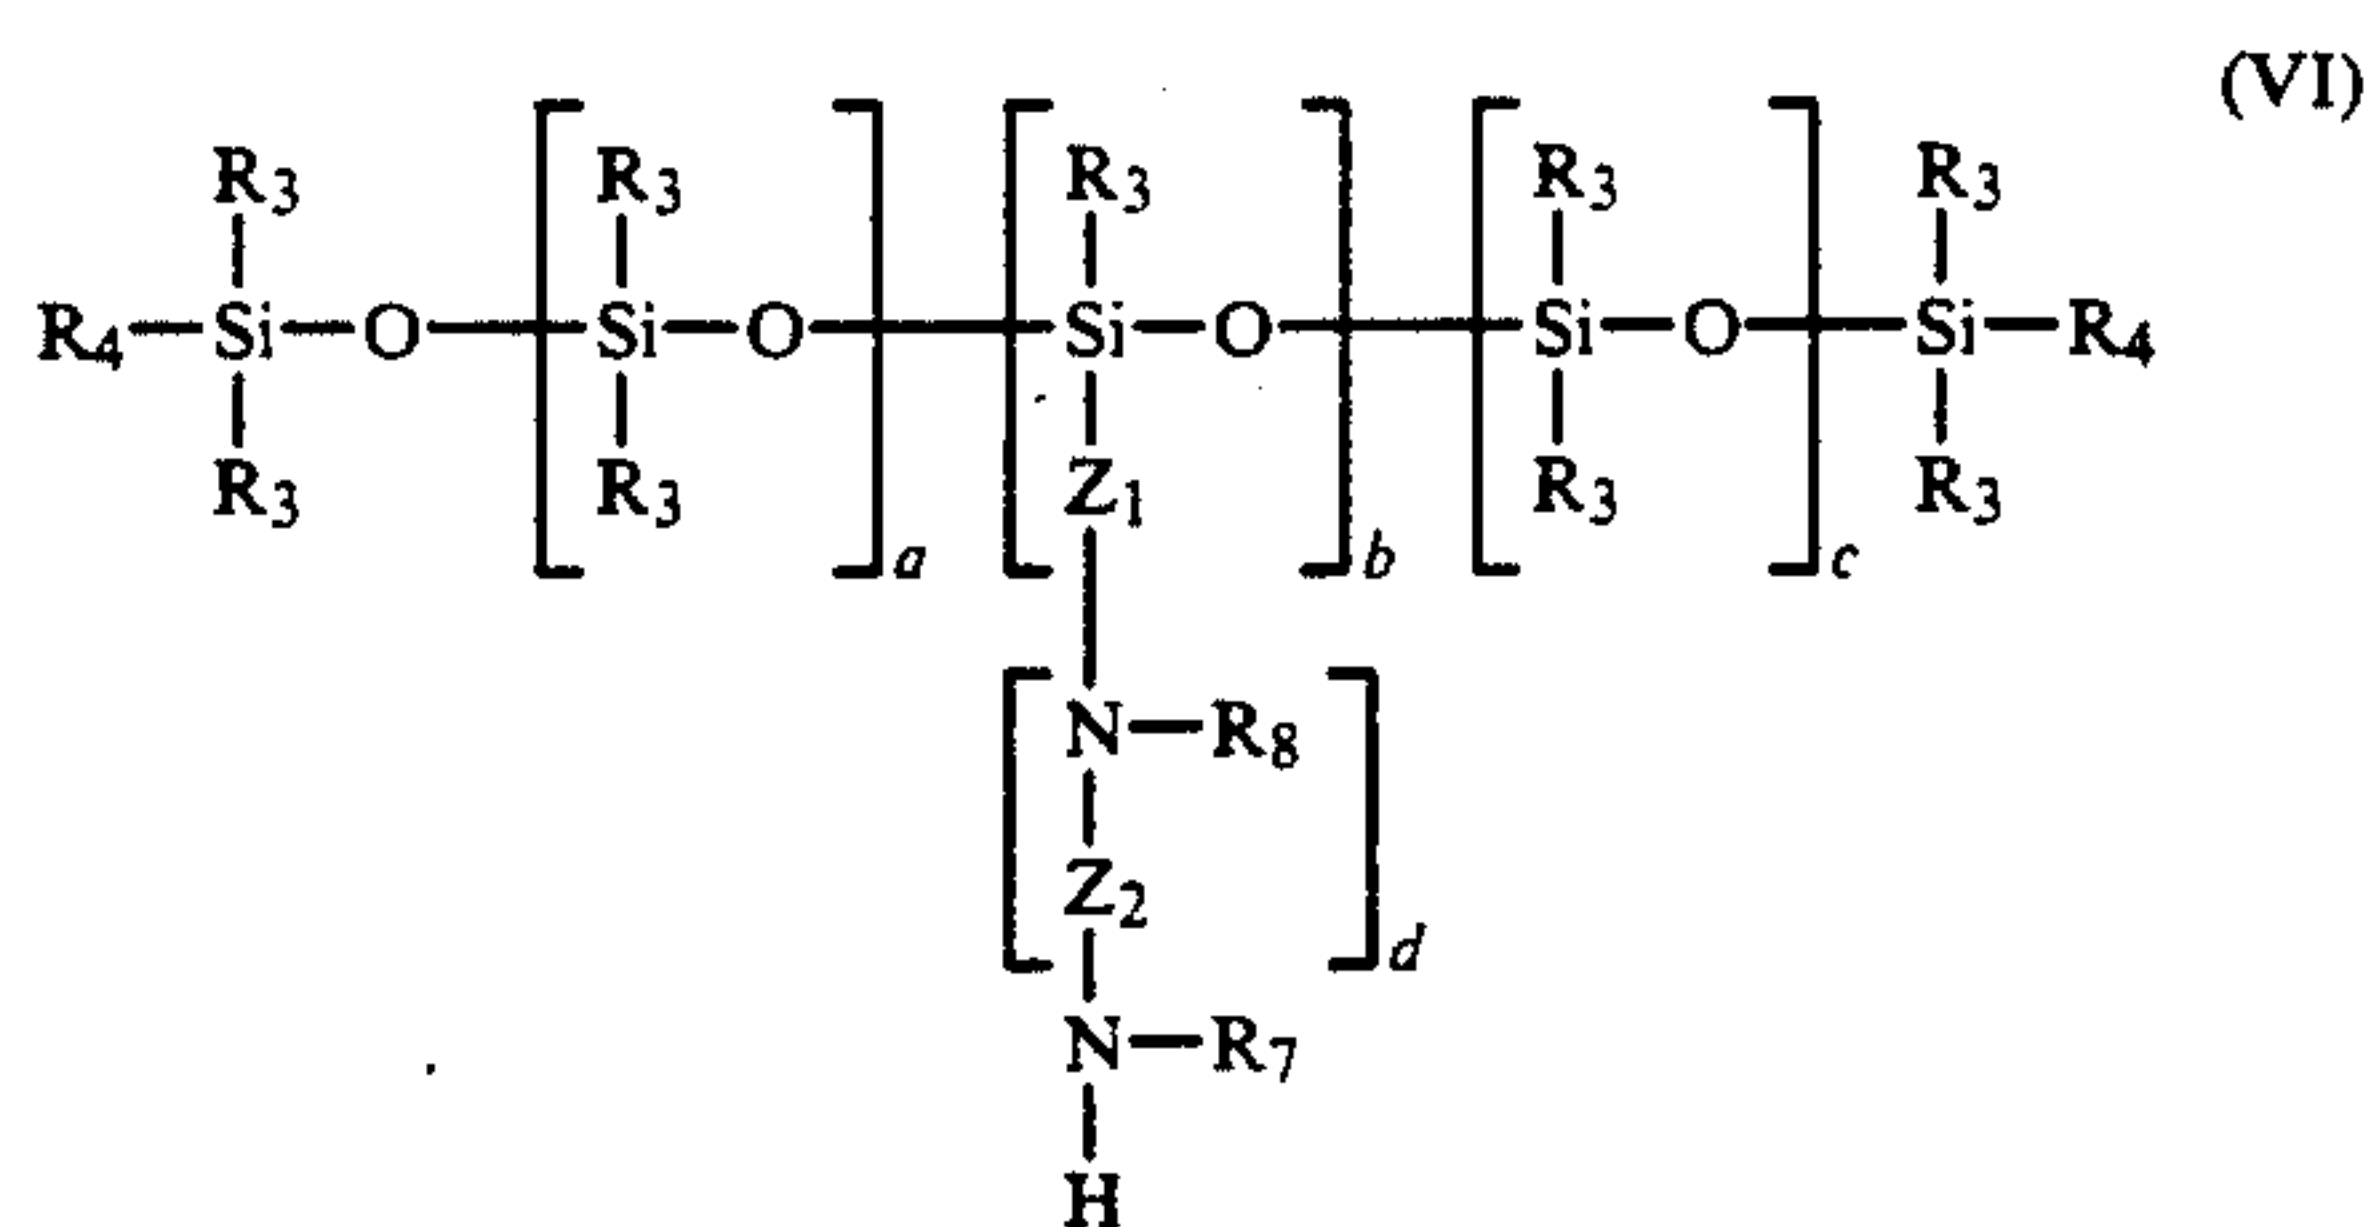 (VI)
R3 R3 R3 R3 R3
R4—Si—O—Si—O—Si—O—Si—O—Si—R4
R3 R3 Z1 R3 R3
a b c
N—R8
Z2
d
N—R7
H